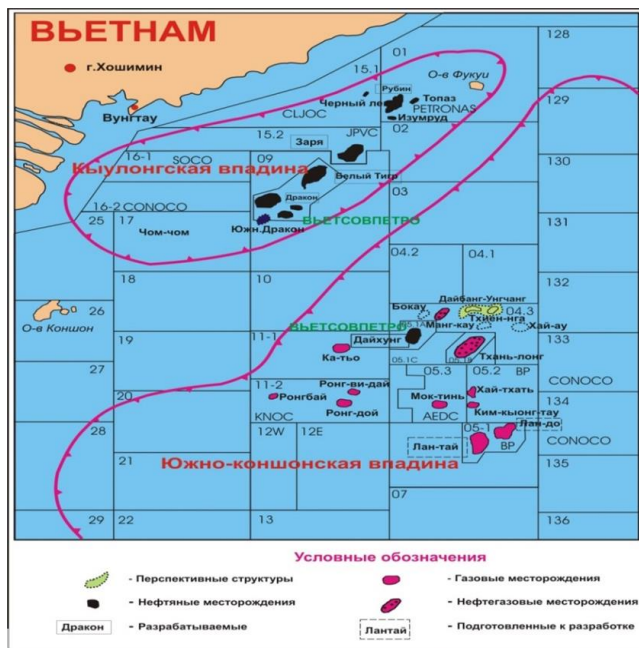 ВЬЕТНАМ
г.Хошимин
Вунгтау
О-в Фукуи
01
128
15.1
Рубин
Топаз
Изумруд
PETRONAS
CLJOC
129
15.2
JPVC
02
Заря
16-1
SOCO
09
130
Кыулонгская впадина
Белый Тигр
03
16-2
CONOCO
Дракон
Южн.Дракон
ВЬЕТСОВПЕТРО
131
25
17
Чом-чом
04.2
04.1
18
10
132
26
О-в Коншон
Дайбанг-Унгчанг
Бокау
04.3
Тхиен-нга
Манг-кау
Хай-ау
ВЬЕТСОВПЕТРО
11-1
Дайхунг
133
19
Ка-тьо
Тхань-лонг
05.1C
27
05.3
05.2
BP
CONOCO
11-2
Ронг-ви-дай
Хай-тхать
20
Ронгбай
Мок-тинь
134
KNOC
Ронг-дой
AEDC
Ким-кыонг-тау
28
12W
12E
05-1
Лан-до
CONOCO
Лан-тай
BP
Южно-коншонская впадина
135
21
07
29
22
13
136
Условные обозначения
- Перспективные структуры
- Газовые месторождения
- Нефтяные месторождения
- Нефтегазовые месторождения
Дракон
- Разрабатываемые
Лантай
- Подготовленные к разработке